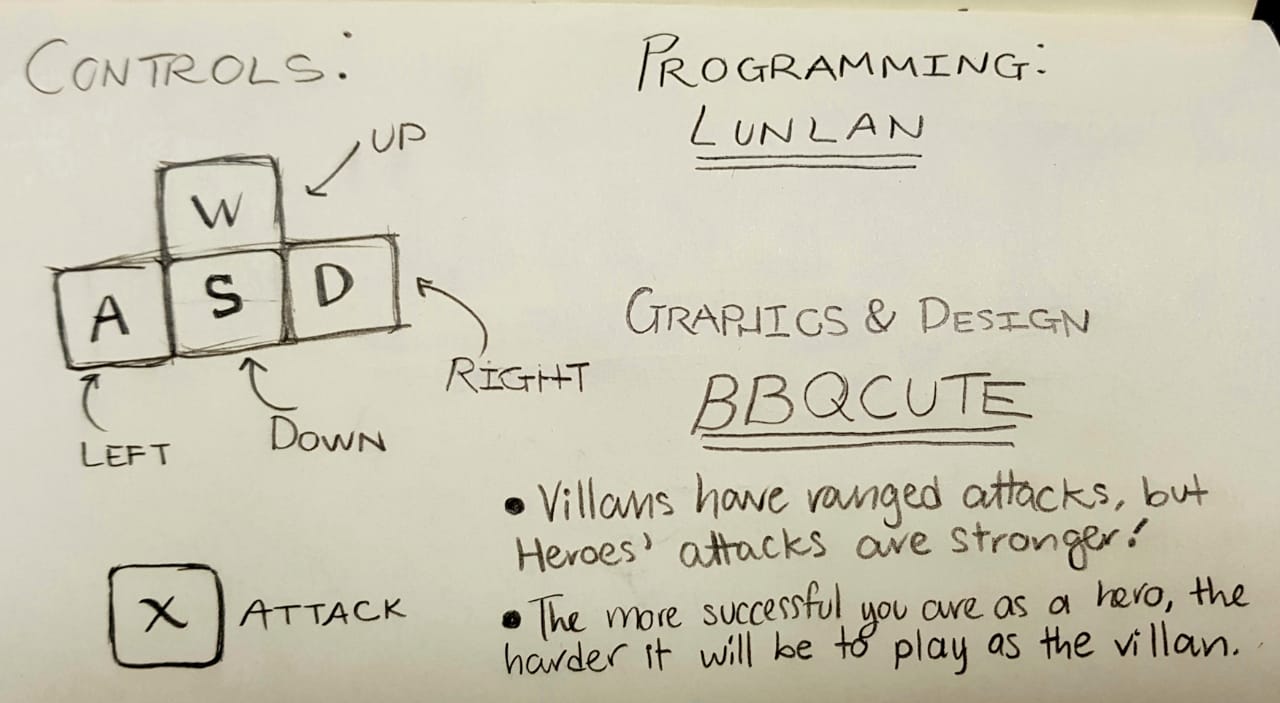 CONTROLS:
UP
W
A S D
RIGHT
DOWN
LEFT
X ATTACK
PROGRAMMING:
LUNLAN
GRAPHICS & DESIGN
BBQCUTE
• Villans have ranged attacks, but
Heroes' attacks are stronger!
• The more successful you are as a hero, the
harder it will be to play as the villan.